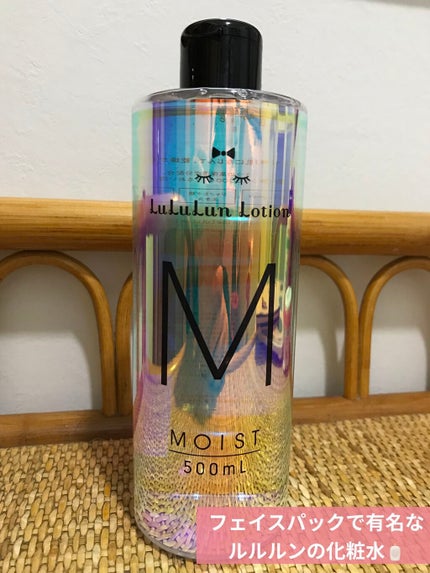 LuLuLun Lotion
M
MOIST
500mL
フェイスパックで有名な
ルルルンの化粧水🧴